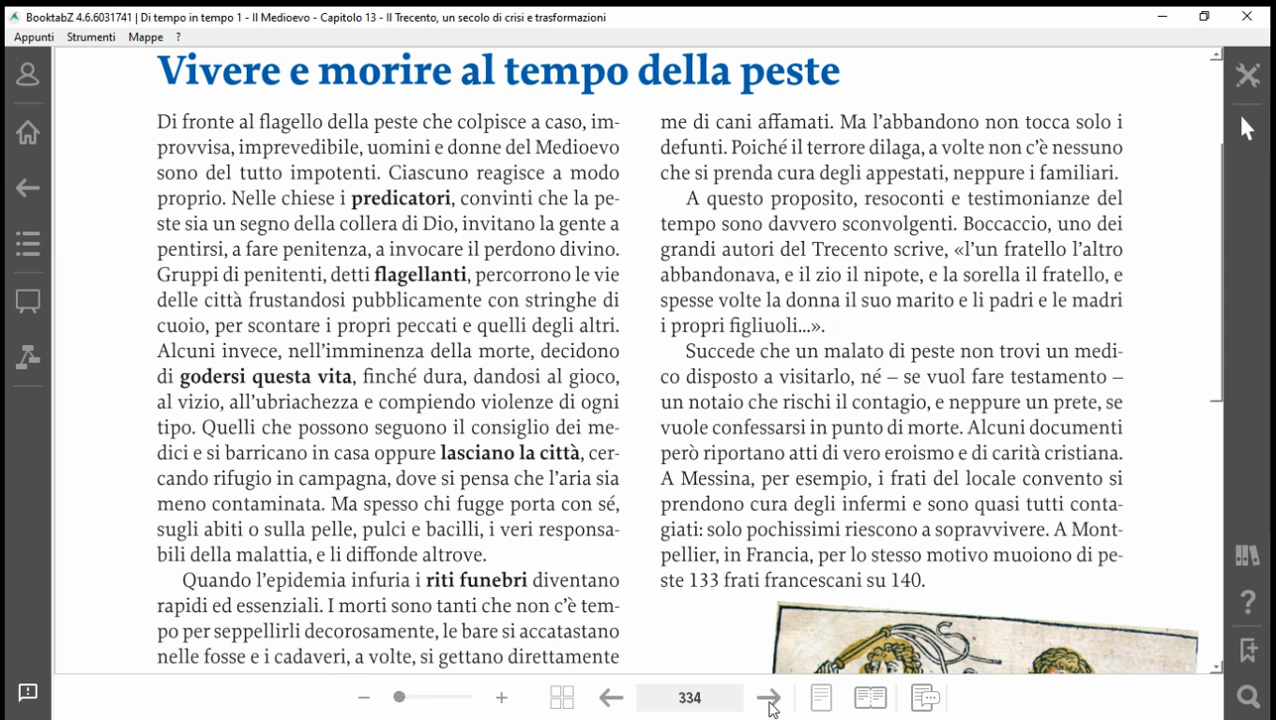 BooktabZ 4.6.6031741 | Di tempo in tempo 1 - Il Medioevo - Capitolo 13 - Il Trecento, un secolo di crisi e trasformazioni
Appunti Strumenti Mappe ?
Vivere e morire al tempo della peste
Di fronte al flagello della peste che colpisce a caso, im-
provvisa, imprevedibile, uomini e donne del Medioevo
sono del tutto impotenti. Ciascuno reagisce a modo
proprio. Nelle chiese i predicatori, convinti che la pe-
ste sia un segno della collera di Dio, invitano la gente a
pentirsi, a fare penitenza, a invocare il perdono divino.
Gruppi di penitenti, detti flagellanti, percorrono le vie
delle città frustandosi pubblicamente con stringhe di
cuoio, per scontare i propri peccati e quelli degli altri.
Alcuni invece, nell'imminenza della morte, decidono
di godersi questa vita, finché dura, dandosi al gioco,
al vizio, all'ubriachezza e compiendo violenze di ogni
tipo. Quelli che possono seguono il consiglio dei me-
dici e si barricano in casa oppure lasciano la città, cer-
cando rifugio in campagna, dove si pensa che l'aria sia
meno contaminata. Ma spesso chi fugge porta con sé,
sugli abiti o sulla pelle, pulci e bacilli, i veri responsa-
bili della malattia, e li diffonde altrove.
Quando l'epidemia infuria i riti funebri diventano
rapidi ed essenziali. I morti sono tanti che non c'è tem-
po per seppellirli decorosamente, le bare si accatastano
nelle fosse e i cadaveri, a volte, si gettano direttamente
me di cani affamati. Ma l'abbandono non tocca solo i
defunti. Poiché il terrore dilaga, a volte non c'è nessuno
che si prenda cura degli appestati, neppure i familiari.
A questo proposito, resoconti e testimonianze del
tempo sono davvero sconvolgenti. Boccaccio, uno dei
grandi autori del Trecento scrive, «l'un fratello l'altro
abbandonava, e il zio il nipote, e la sorella il fratello, e
spesse volte la donna il suo marito e li padri e le madri
i propri figliuoli...».
Succede che un malato di peste non trovi un medi-
co disposto a visitarlo, né – se vuol fare testamento –
un notaio che rischi il contagio, e neppure un prete, se
vuole confessarsi in punto di morte. Alcuni documenti
però riportano atti di vero eroismo e di carità cristiana.
A Messina, per esempio, i frati del locale convento si
prendono cura degli infermi e sono quasi tutti conta-
giati: solo pochissimi riescono a sopravvivere. A Mont-
pellier, in Francia, per lo stesso motivo muoiono di pe-
ste 133 frati francescani su 140.
334